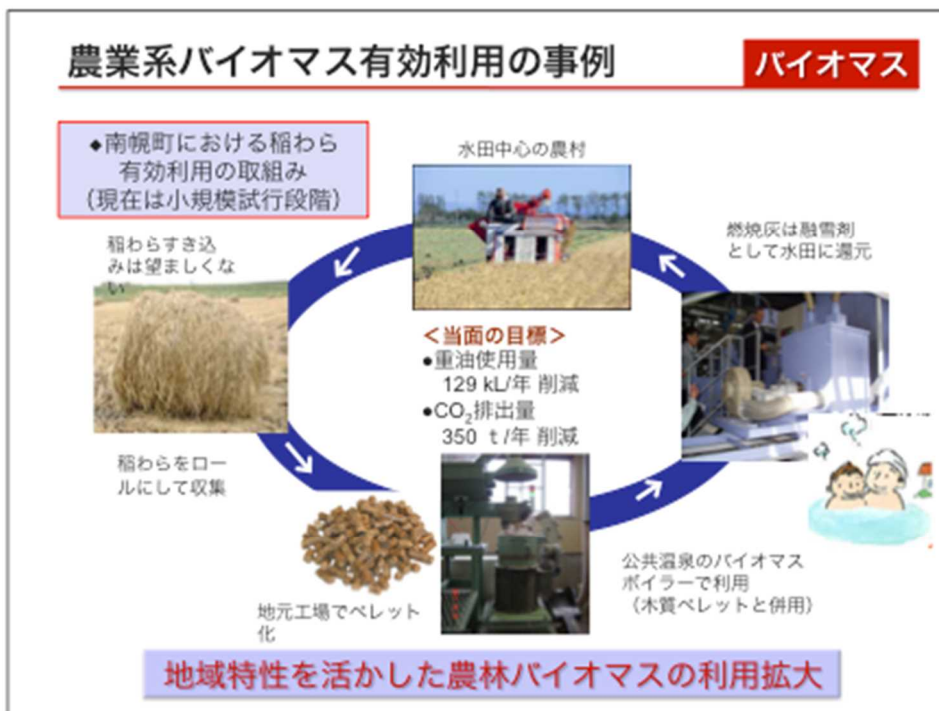 農業系バイオマス有効利用の事例
バイオマス
◆南幌町における稲わら
有効利用の取組み
（現在は小規模試行段階）
水田中心の農村
燃焼灰は融雪剤
として水田に還元
稲わらすき込
みは望ましくな
い
＜当面の目標＞
●重油使用量
129 kL/年 削減
●CO₂排出量
350 ｔ/年 削減
稲わらをロー
ルにして収集
公共温泉のバイオマス
ボイラーで利用
（木質ペレットと併用）
地元工場でペレット
化
地域特性を活かした農林バイオマスの利用拡大